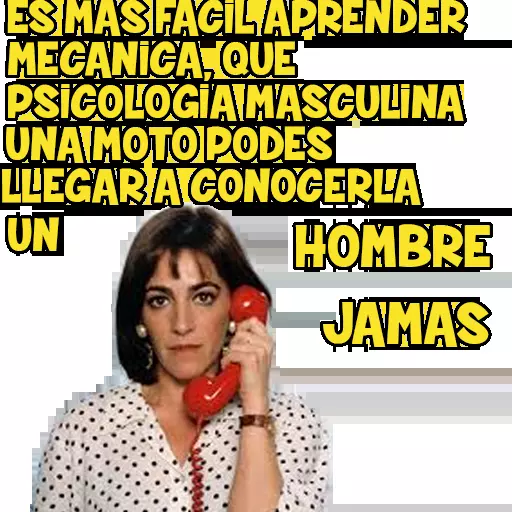 ES MAS FACIL APRENDER
MECANICA, QUE
PSICOLOGIA MASCULINA
UNA MOTO PODES
LLEGAR A CONOCERLA
UN HOMBRE
JAMAS